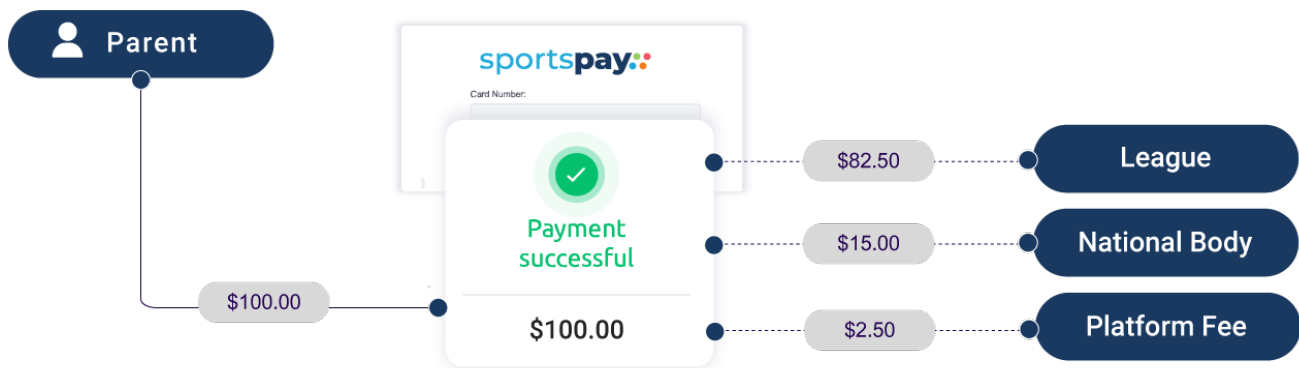 Parent
sportspay
Card Number:
Payment
successful
$100.00
$100.00
$82.50
League
$15.00
National Body
$2.50
Platform Fee